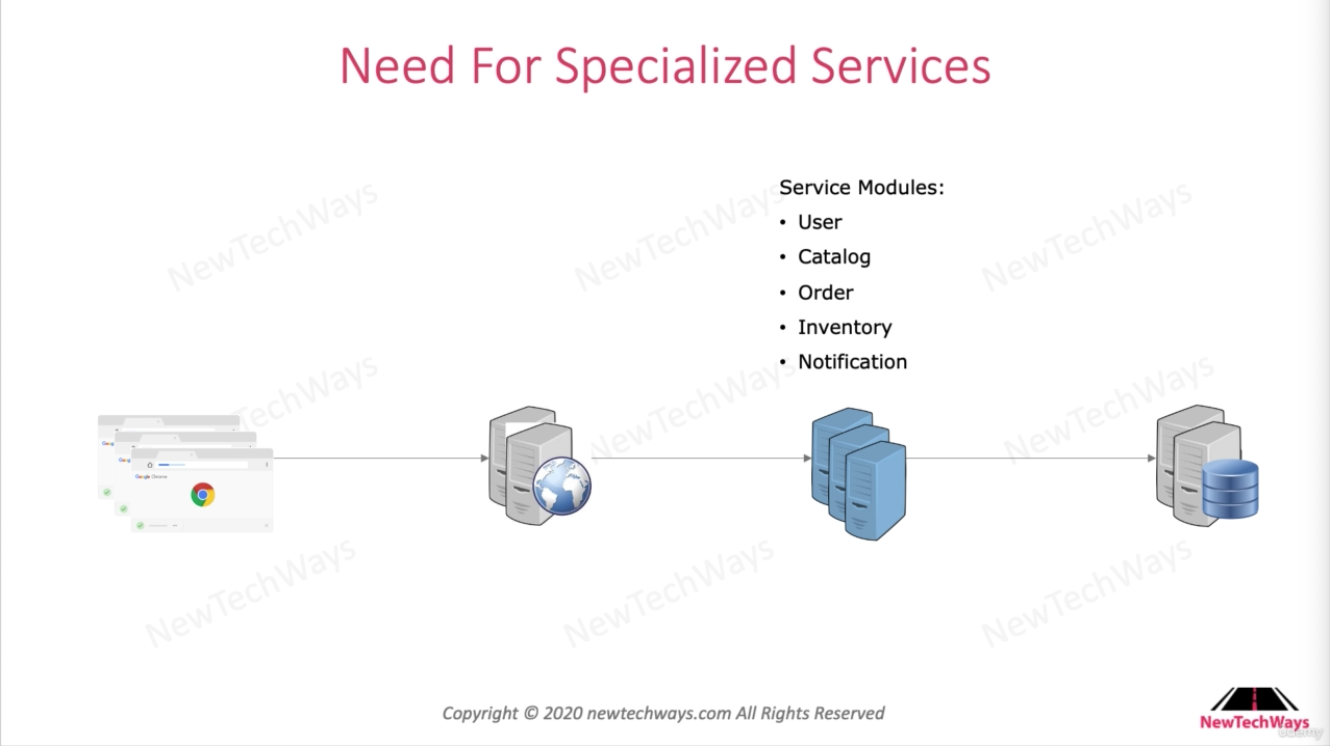 Need For Specialized Services
Service Modules:
• User
• Catalog
• Order
• Inventory
• Notification
NewTechWays
NewTechWays
NewTechWays
NewTechWays
NewTechWays
NewTechWays
NewTechWays
NewTechWays
NewTechWays
Google Chrome
Copyright © 2020 newtechways.com All Rights Reserved
NewTechWays
udemy